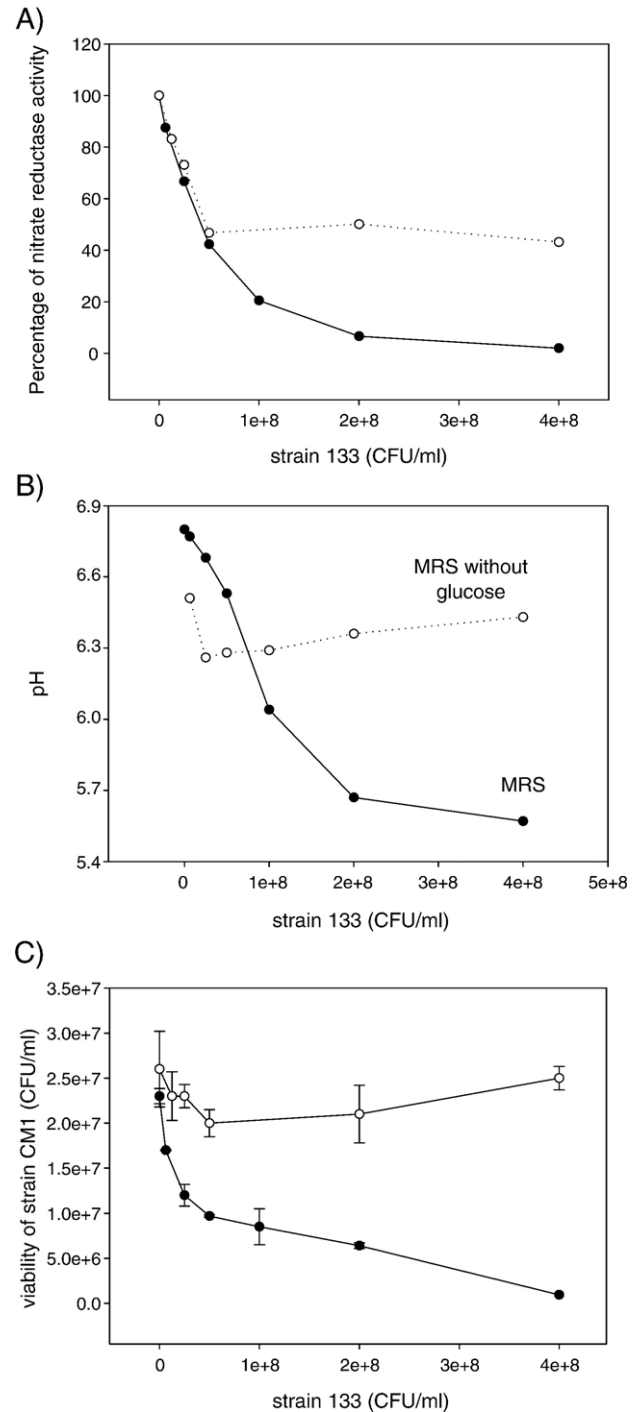 A)
Percentage of nitrate reductase activity
120
100
80
60
40
20
0
0 1e+8 2e+8 3e+8 4e+8
strain 133 (CFU/ml)
B)
pH
6.9
6.6
6.3
6.0
5.7
5.4
MRS without
glucose
MRS
0 1e+8 2e+8 3e+8 4e+8 5e+8
strain 133 (CFU/ml)
C)
viability of strain CM1 (CFU/ml)
3.5e+7
3.0e+7
2.5e+7
2.0e+7
1.5e+7
1.0e+7
5.0e+6
0.0
0 1e+8 2e+8 3e+8 4e+8
strain 133 (CFU/ml)